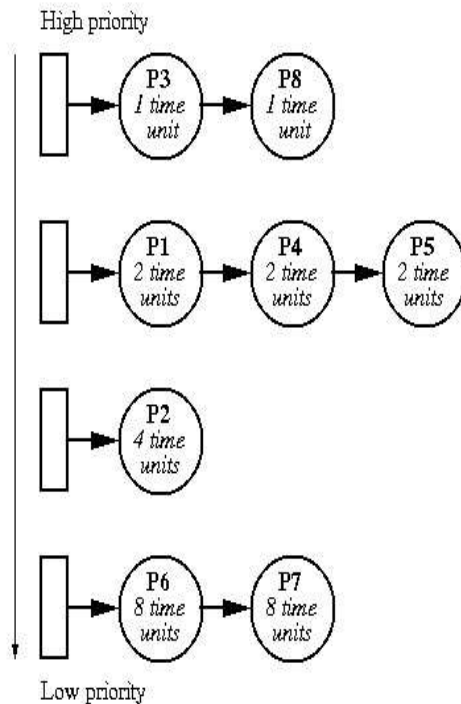 High priority
P3
1 time
unit
P8
1 time
unit
P1
2 time
units
P4
2 time
units
P5
2 time
units
P2
4 time
units
P6
8 time
units
P7
8 time
units
Low priority